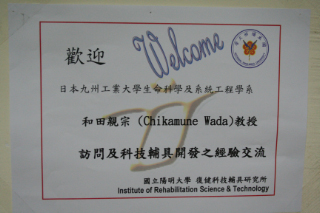 Welcome
歡迎
日本九州工業大學生命科學及系統工程學系
和田親宗 (Chikamune Wada)教授
訪問及科技輔具開發之經驗交流
國立陽明大學 復健科技輔具研究所
Institute of Rehabilitation Science & Technology